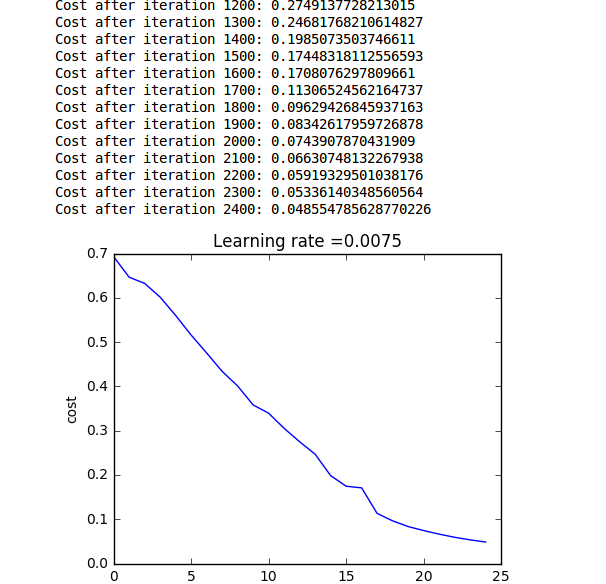 Cost after iteration 1200: 0.2749137728213015
Cost after iteration 1300: 0.24681768210614827
Cost after iteration 1400: 0.1985073503746611
Cost after iteration 1500: 0.17448318112556593
Cost after iteration 1600: 0.1708076297809661
Cost after iteration 1700: 0.11306524562164737
Cost after iteration 1800: 0.09629426845937163
Cost after iteration 1900: 0.08342617959726878
Cost after iteration 2000: 0.0743907870431909
Cost after iteration 2100: 0.06630748132267938
Cost after iteration 2200: 0.05919329501038176
Cost after iteration 2300: 0.05336140348560564
Cost after iteration 2400: 0.048554785628770226
Learning rate =0.0075
0.7
0.6
0.5
0.4
0.3
0.2
0.1
0.0
cost
0 5 10 15 20 25